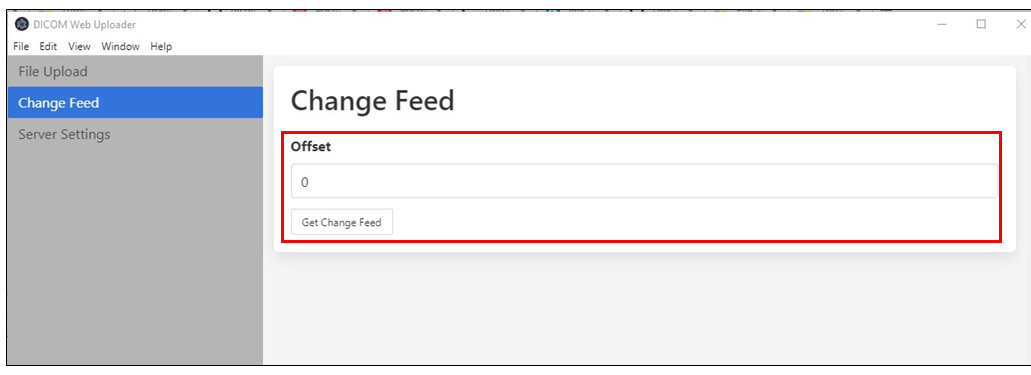 DICOM Web Uploader
File Edit View Window Help
File Upload
Change Feed
Server Settings
Change Feed
Offset
0
Get Change Feed